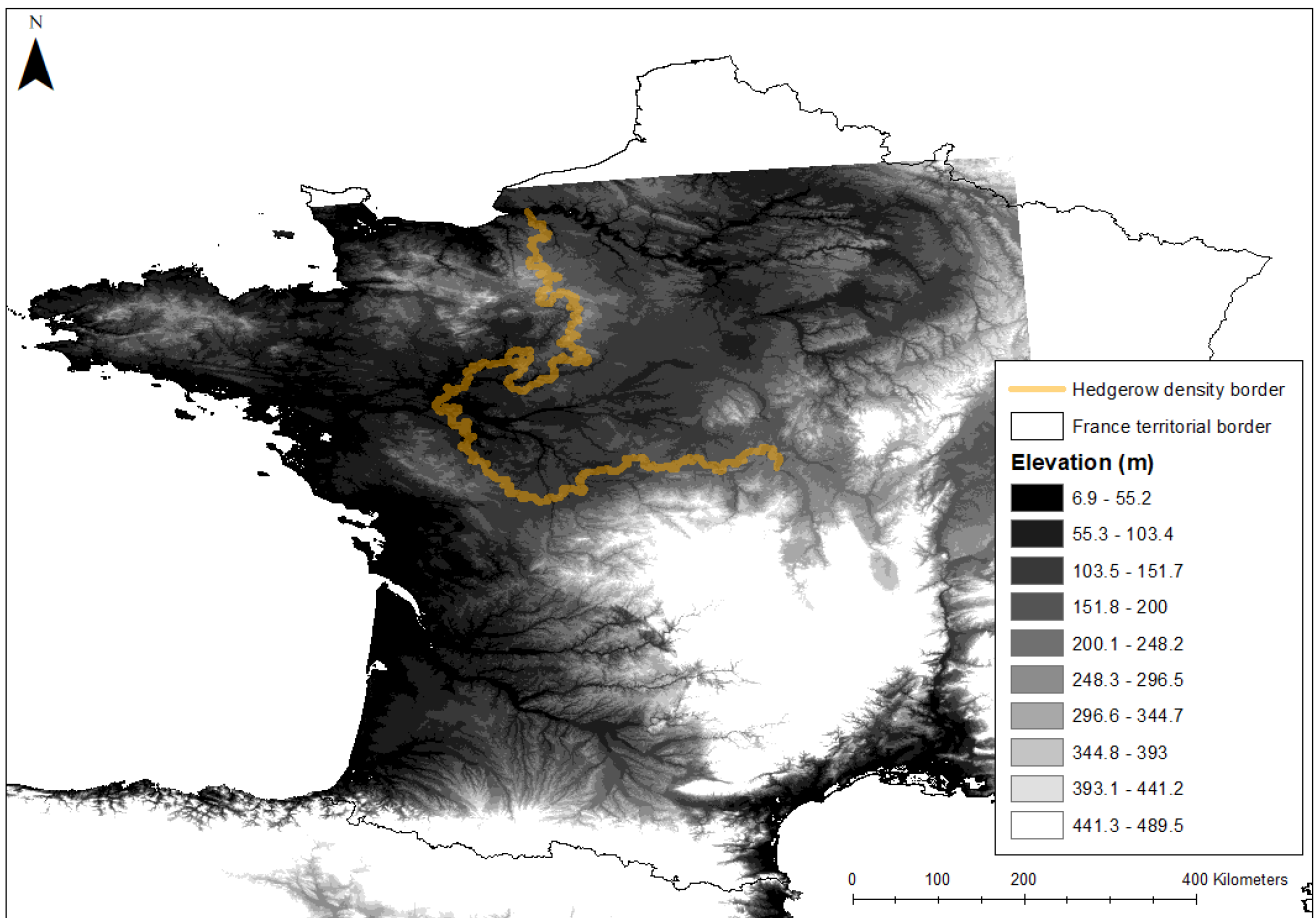 N
Hedgerow density border
France territorial border
Elevation (m)
6.9 - 55.2
55.3 - 103.4
103.5 - 151.7
151.8 - 200
200.1 - 248.2
248.3 - 296.5
296.6 - 344.7
344.8 - 393
393.1 - 441.2
441.3 - 489.5
0 100 200 400 Kilometers